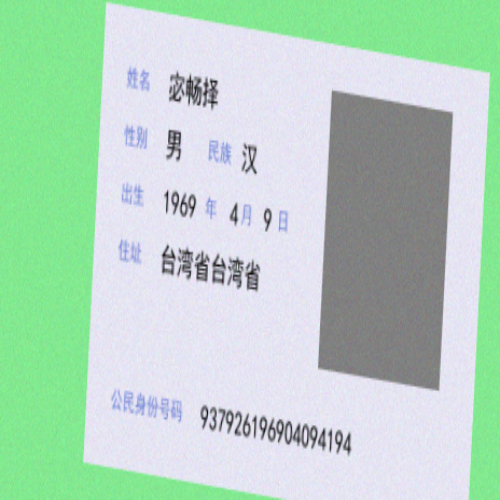 姓名 宓畅择
性别 男 民族 汉
出生 1969 年 4 月 9 日
住址 台湾省台湾省
公民身份号码 937926196904094194